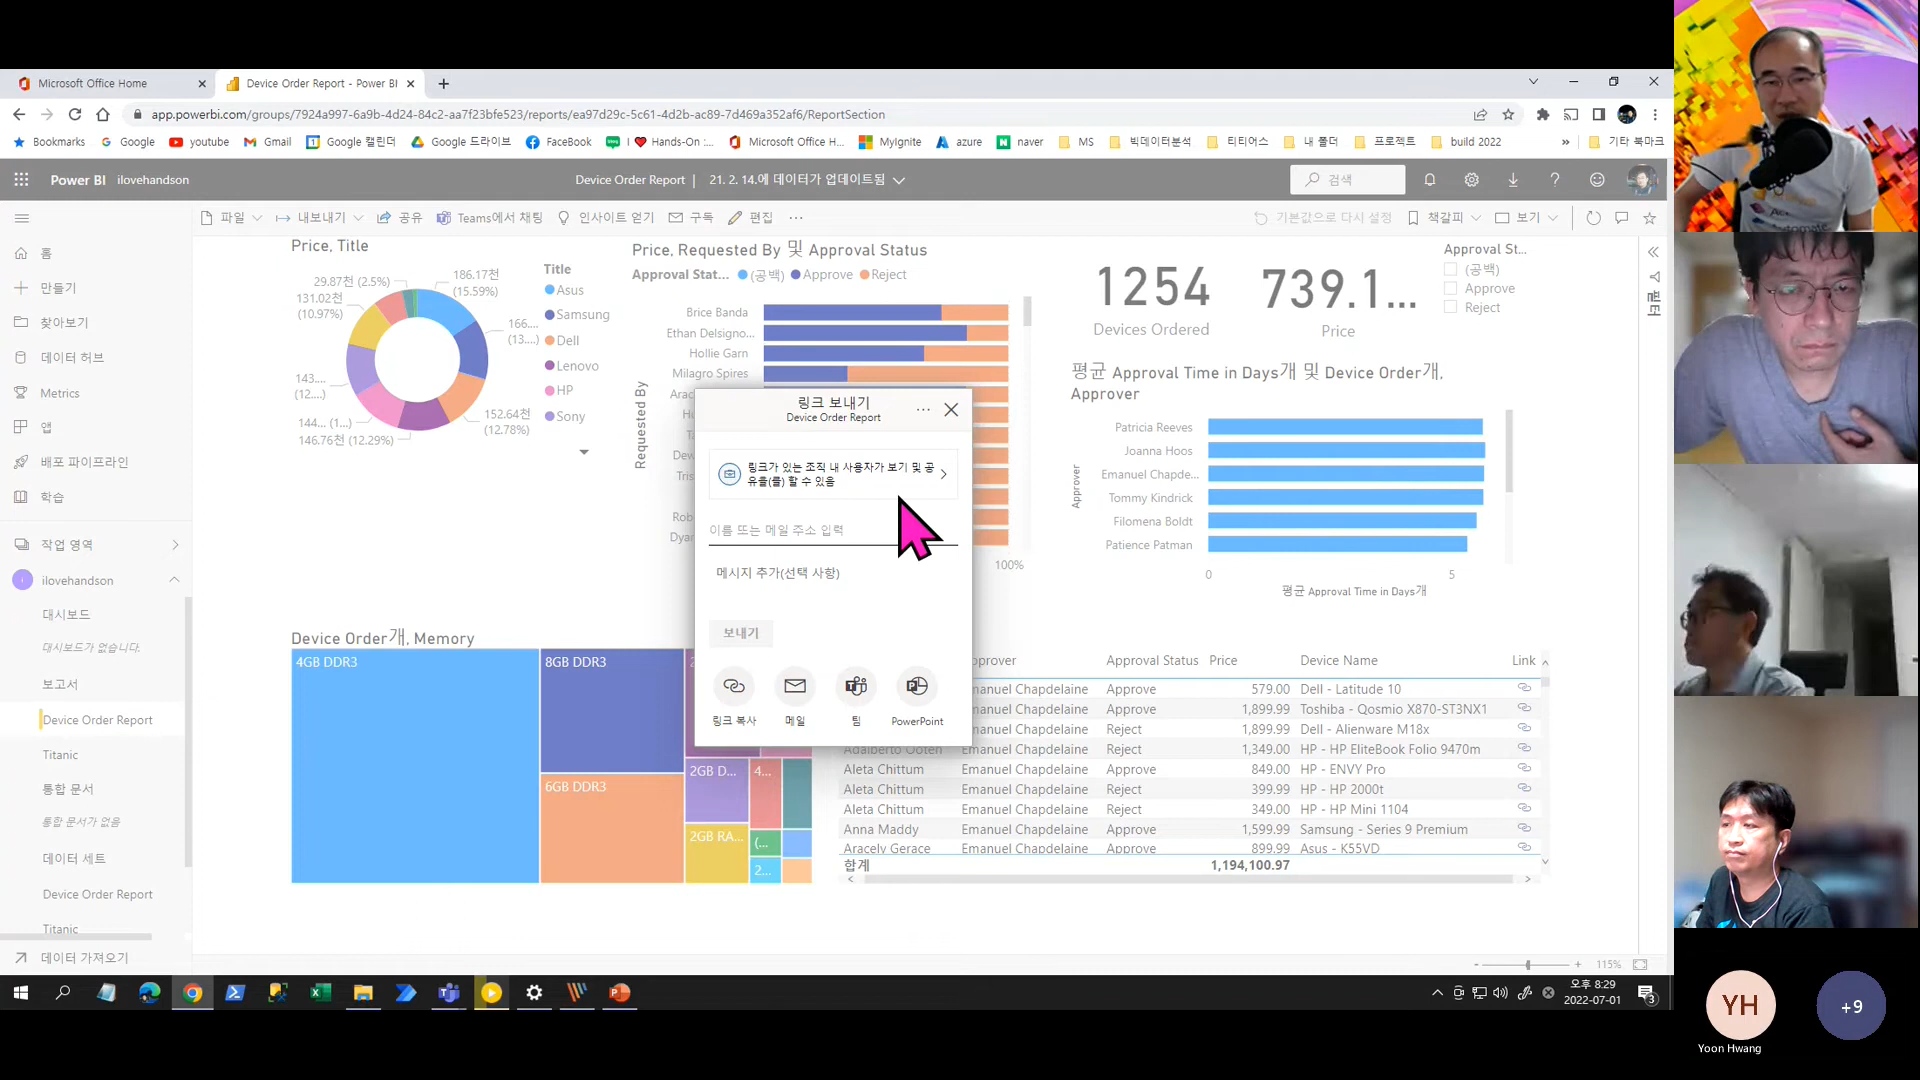 Microsoft Office Home
Device Order Report - Power BI
app.powerbi.com/groups/7924a997-6a9b-4d24-84c2-aa7f23bfe523/reports/ea97d29c-5c61-4d2b-ac89-7d469a352af6/ReportSection
Bookmarks Google youtube Gmail Google 캘린더 Google 드라이브 FaceBook I ❤ Hands-On :... Microsoft Office H... MyIgnite azure naver MS 빅데이터분석 티티어스 내 폴더 프로젝트 build 2022 » 기타 북마크
Power BI ilovehandson
Device Order Report | 21. 2. 14.에 데이터가 업데이트됨
검색
파일 내보내기 공유 Teams에서 채팅 인사이트 얻기 구독 편집 ...
기본값으로 다시 설정 책갈피 보기
홈
만들기
찾아보기
데이터 허브
Metrics
앱
배포 파이프라인
학습
작업 영역
ilovehandson
대시보드
대시보드가 없습니다.
보고서
Device Order Report
Titanic
통합 문서
통합 문서가 없음
데이터 세트
Device Order Report
Titanic
데이터 가져오기
Price, Title
29.87천 (2.5%)
186.17천
(15.59%)
131.02천
(10.97%)
166....
(13....
143....
(12....
144... (1...)
146.76천 (12.29%)
152.64천
(12.78%)
Title
Asus
Samsung
Dell
Lenovo
HP
Sony
Price, Requested By 및 Approval Status
Approval Stat... (공백) Approve Reject
Requested By
Brice Banda
Ethan Delsigno...
Hollie Garn
Milagro Spires
Arac
H
Ta
Dew
Tris
Rob
Dyar
100%
1254
Devices Ordered
739.1...
Price
Approval St...
(공백)
Approve
Reject
필터
평균 Approval Time in Days개 및 Device Order개,
Approver
Approver
Patricia Reeves
Joanna Hoos
Emanuel Chapde...
Tommy Kindrick
Filomena Boldt
Patience Patman
0 5
평균 Approval Time in Days개
링크 보내기
Device Order Report
링크가 있는 조직 내 사용자가 보기 및 공
유을(를) 할 수 있음
이름 또는 메일 주소 입력
메시지 추가(선택 사항)
보내기
링크 복사 메일 팀 PowerPoint
Device Order개, Memory
4GB DDR3
8GB DDR3
6GB DDR3
2GB D...
4...
2GB RA...
(...
2...
prover Approval Status Price Device Name Link
manuel Chapdelaine Approve 579.00 Dell - Latitude 10
manuel Chapdelaine Approve 1,899.99 Toshiba - Qosmio X870-ST3NX1
manuel Chapdelaine Reject 1,899.00 Dell - Alienware M18x
Adalberto Ooten Emanuel Chapdelaine Reject 1,349.00 HP - HP EliteBook Folio 9470m
Aleta Chittum Emanuel Chapdelaine Approve 849.00 HP - ENVY Pro
Aleta Chittum Emanuel Chapdelaine Reject 399.99 HP - HP 2000t
Aleta Chittum Emanuel Chapdelaine Reject 349.00 HP - HP Mini 1104
Anna Maddy Emanuel Chapdelaine Approve 1,599.99 Samsung - Series 9 Premium
Aracely Gerace Emanuel Chapdelaine Approve 899.99 Asus - K55VD
합계 1,194,100.97
115%
오후 8:29
2022-07-01
3
YH
+9
Yoon Hwang